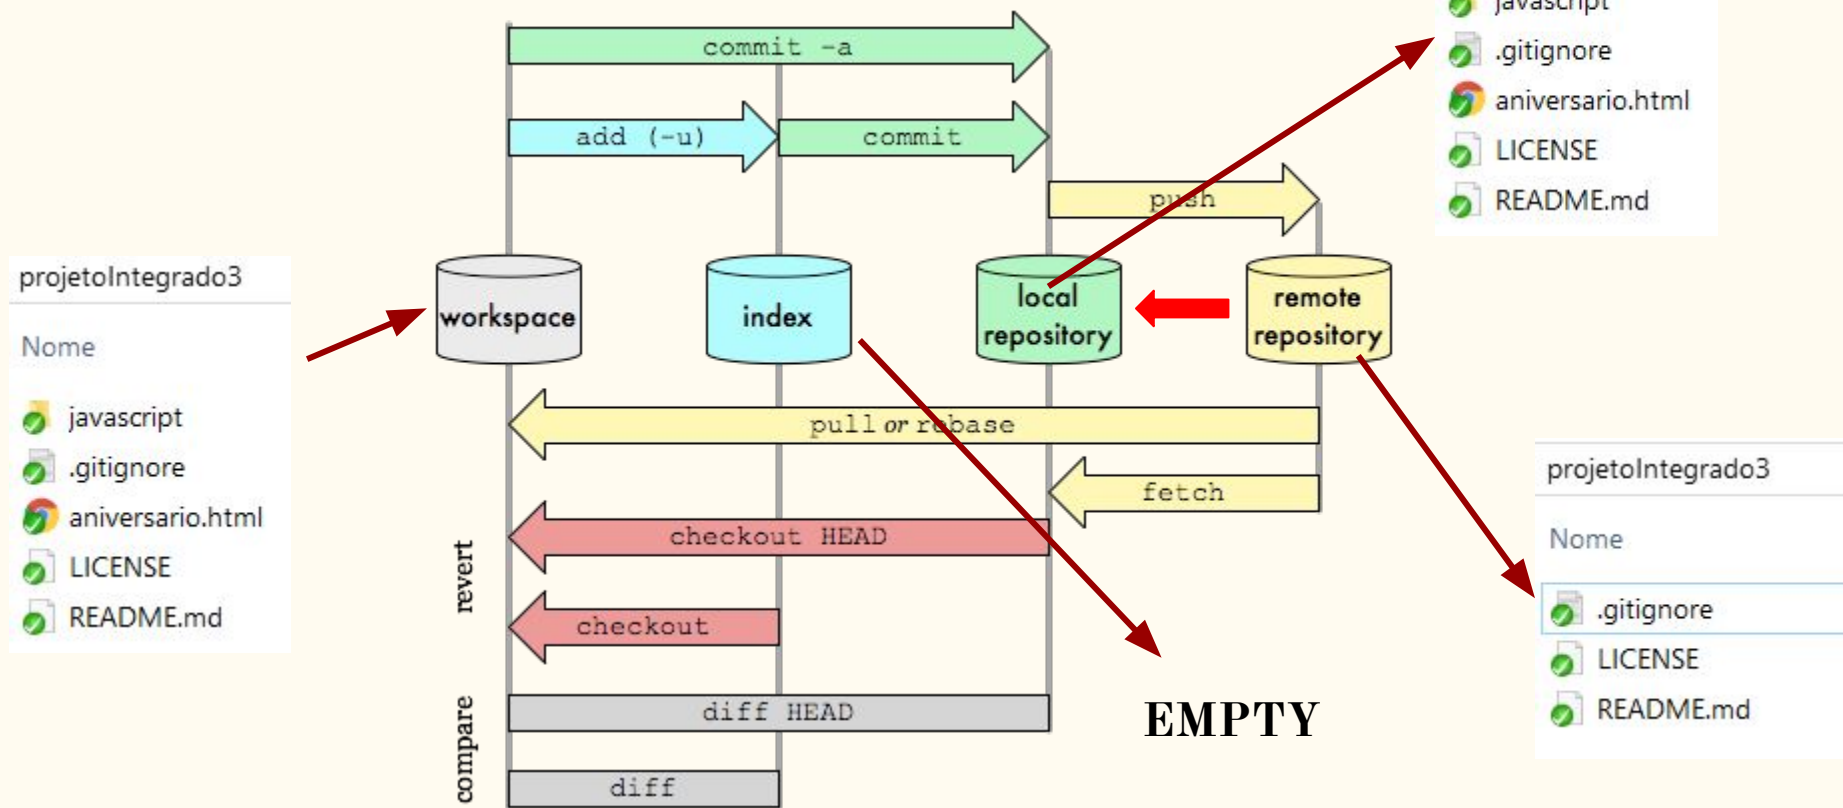 javascript
.gitignore
aniversario.html
LICENSE
README.md
commit -a
add (-u)
commit
push
projetoIntegrado3
Nome
javascript
.gitignore
aniversario.html
LICENSE
README.md
workspace
index
local
repository
remote
repository
pull or rebase
fetch
revert
checkout HEAD
checkout
compare
diff HEAD
diff
EMPTY
projetoIntegrado3
Nome
.gitignore
LICENSE
README.md